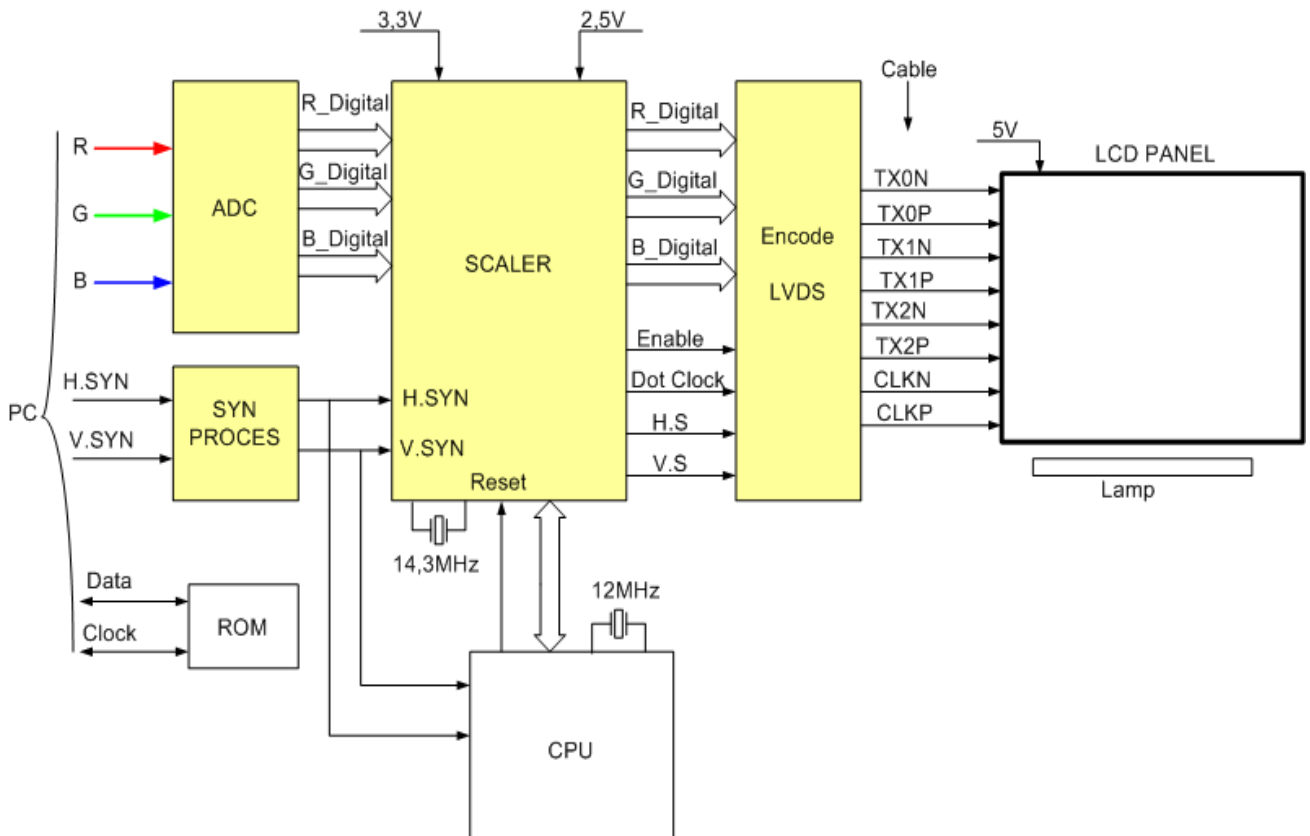 3,3V
2,5V
Cable
R_Digital
R_Digital
5V
LCD PANEL
R
G_Digital
G_Digital
TX0N
G
ADC
TX0P
B_Digital
B_Digital
Encode
LVDS
TX1N
B
SCALER
TX1P
TX2N
Enable
TX2P
H.SYN
Dot Clock
CLKN
PC
SYN
PROCES
H.SYN
H.S
CLKP
V.SYN
V.SYN
V.S
Reset
Lamp
14,3MHz
Data
12MHz
ROM
Clock
CPU